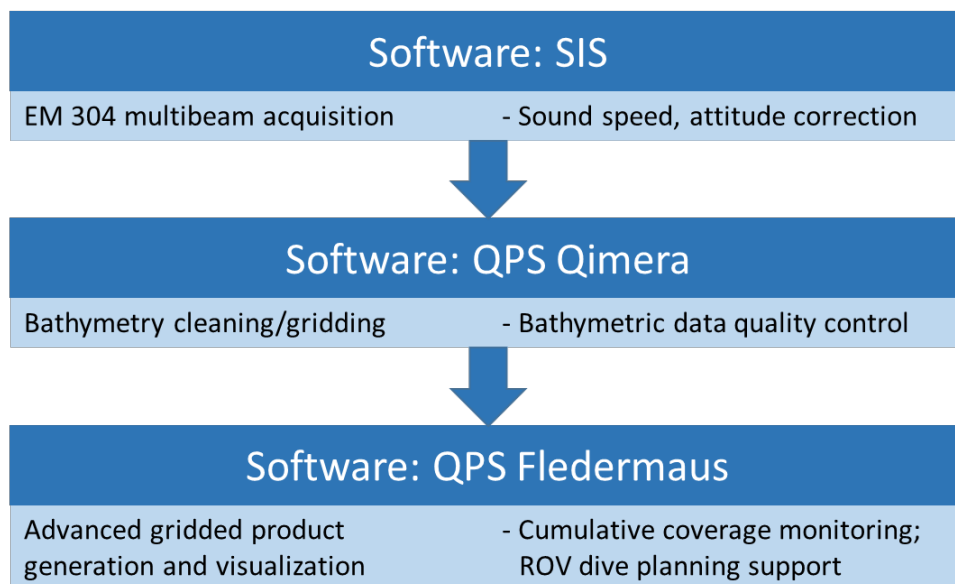 Software: SIS
EM 304 multibeam acquisition - Sound speed, attitude correction
Software: QPS Qimera
Bathymetry cleaning/gridding - Bathymetric data quality control
Software: QPS Fledermaus
Advanced gridded product
generation and visualization
- Cumulative coverage monitoring;
ROV dive planning support